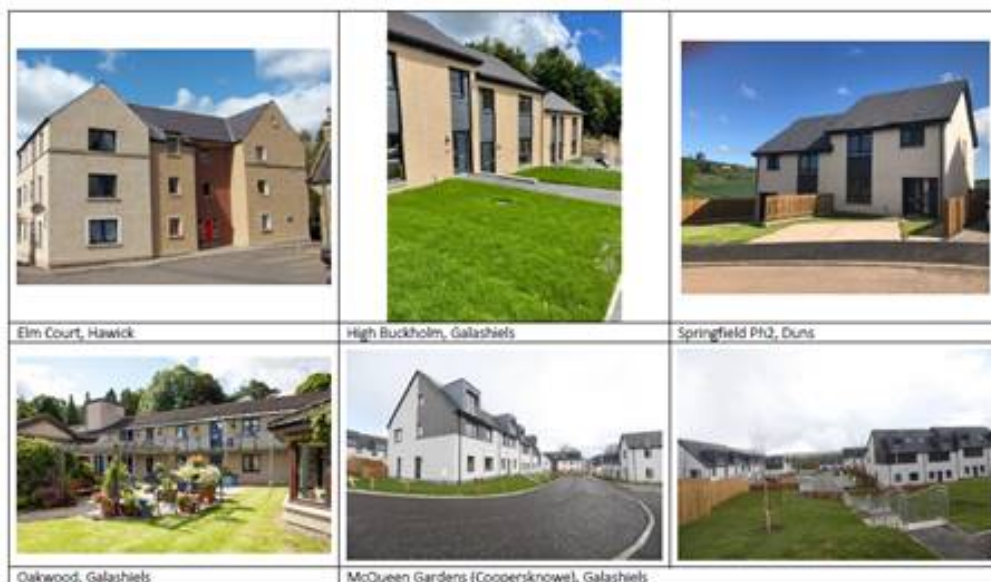 Elm Court, Hawick
High Buckholm, Galashiels
Springfield Ph2, Duns
Oakwood, Galashiels
McQueen Gardens (Coopersknowe), Galashiels